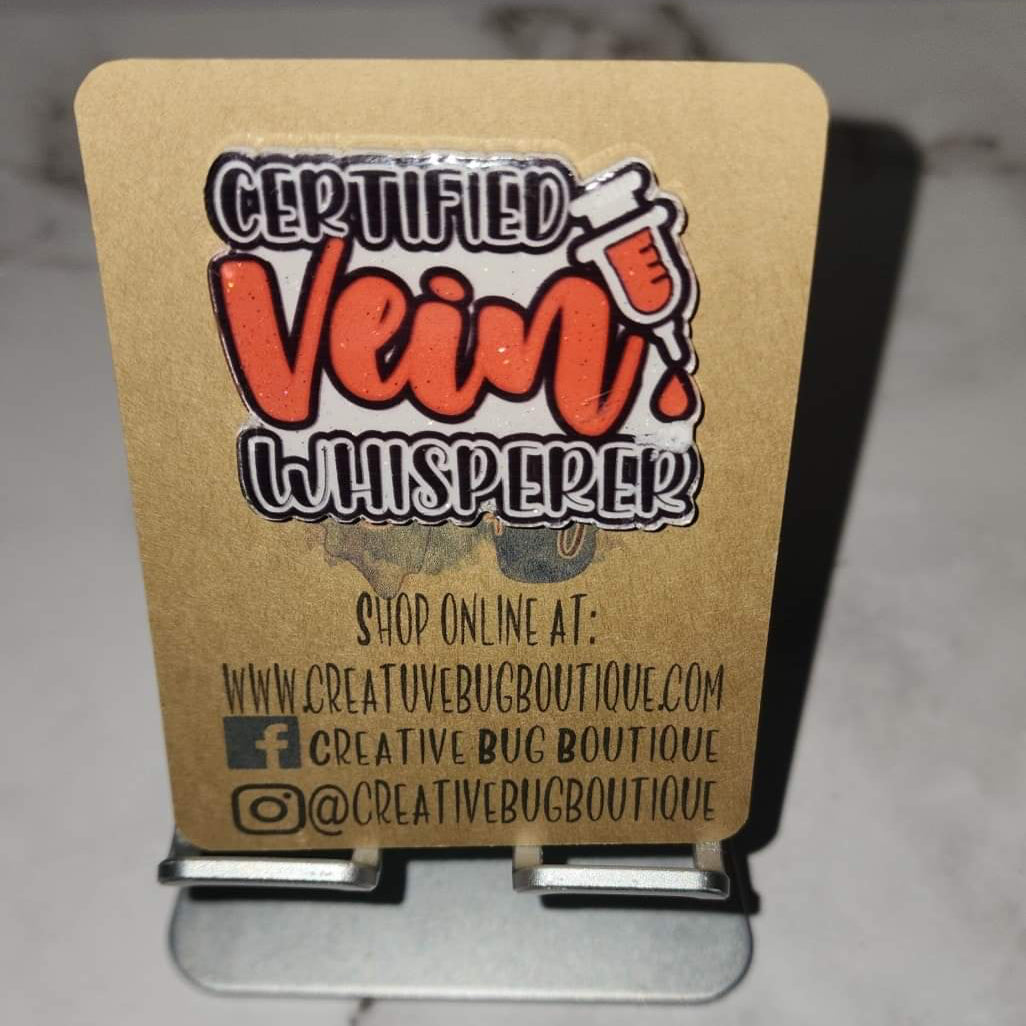 CERTIFIED
Vein
WHISPERER
SHOP ONLINE AT:
WWW.CREATUVEBUGBOUTIQUE.COM
f CREATIVE BUG BOUTIQUE
@CREATIVEBUGBOUTIQUE